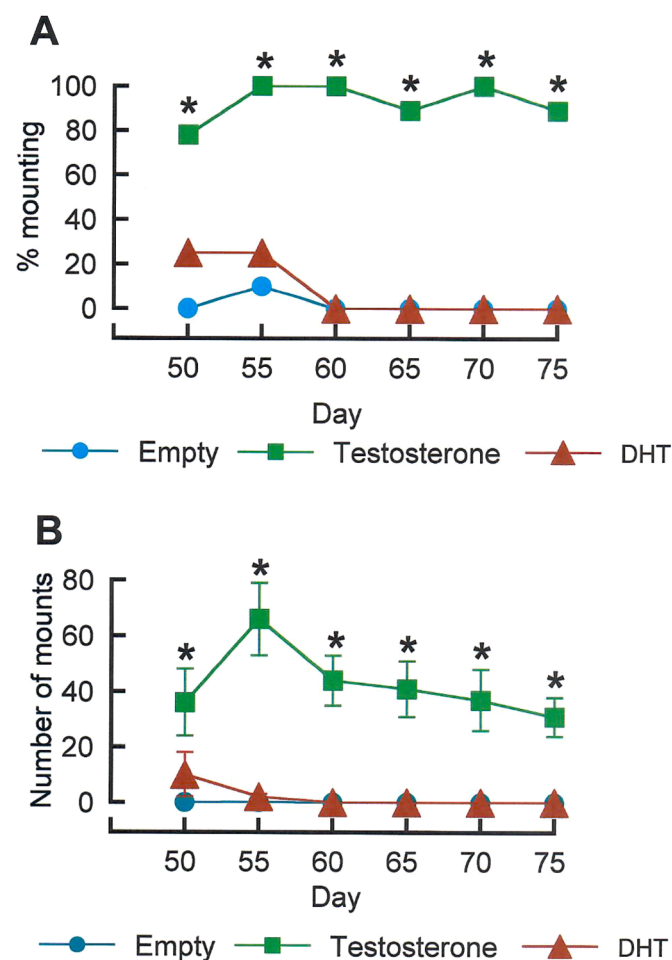 A
* * * * * *
100
80
60
40
20
0
% mounting
50 55 60 65 70 75
Day
Empty Testosterone DHT
B
* * * * * *
80
60
40
20
0
Number of mounts
50 55 60 65 70 75
Day
Empty Testosterone DHT